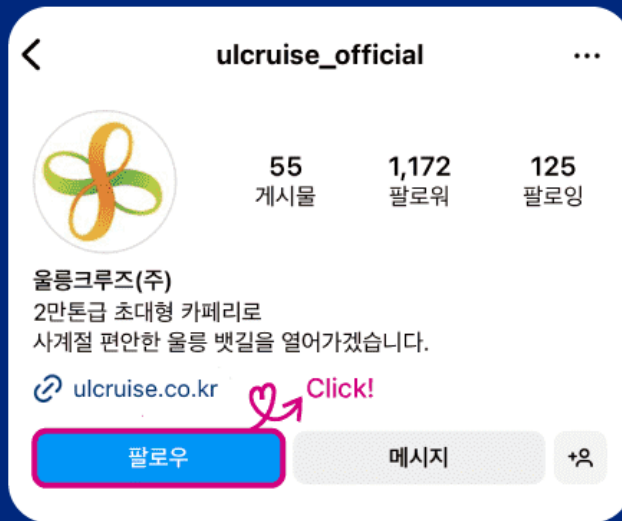 ulcruise_official
55 1,172 125
게시물 팔로워 팔로잉
울릉크루즈(주)
2만톤급 초대형 카페리로
사계절 편안한 울릉 뱃길을 열어가겠습니다.
ulcruise.co.kr Click!
팔로우 메시지